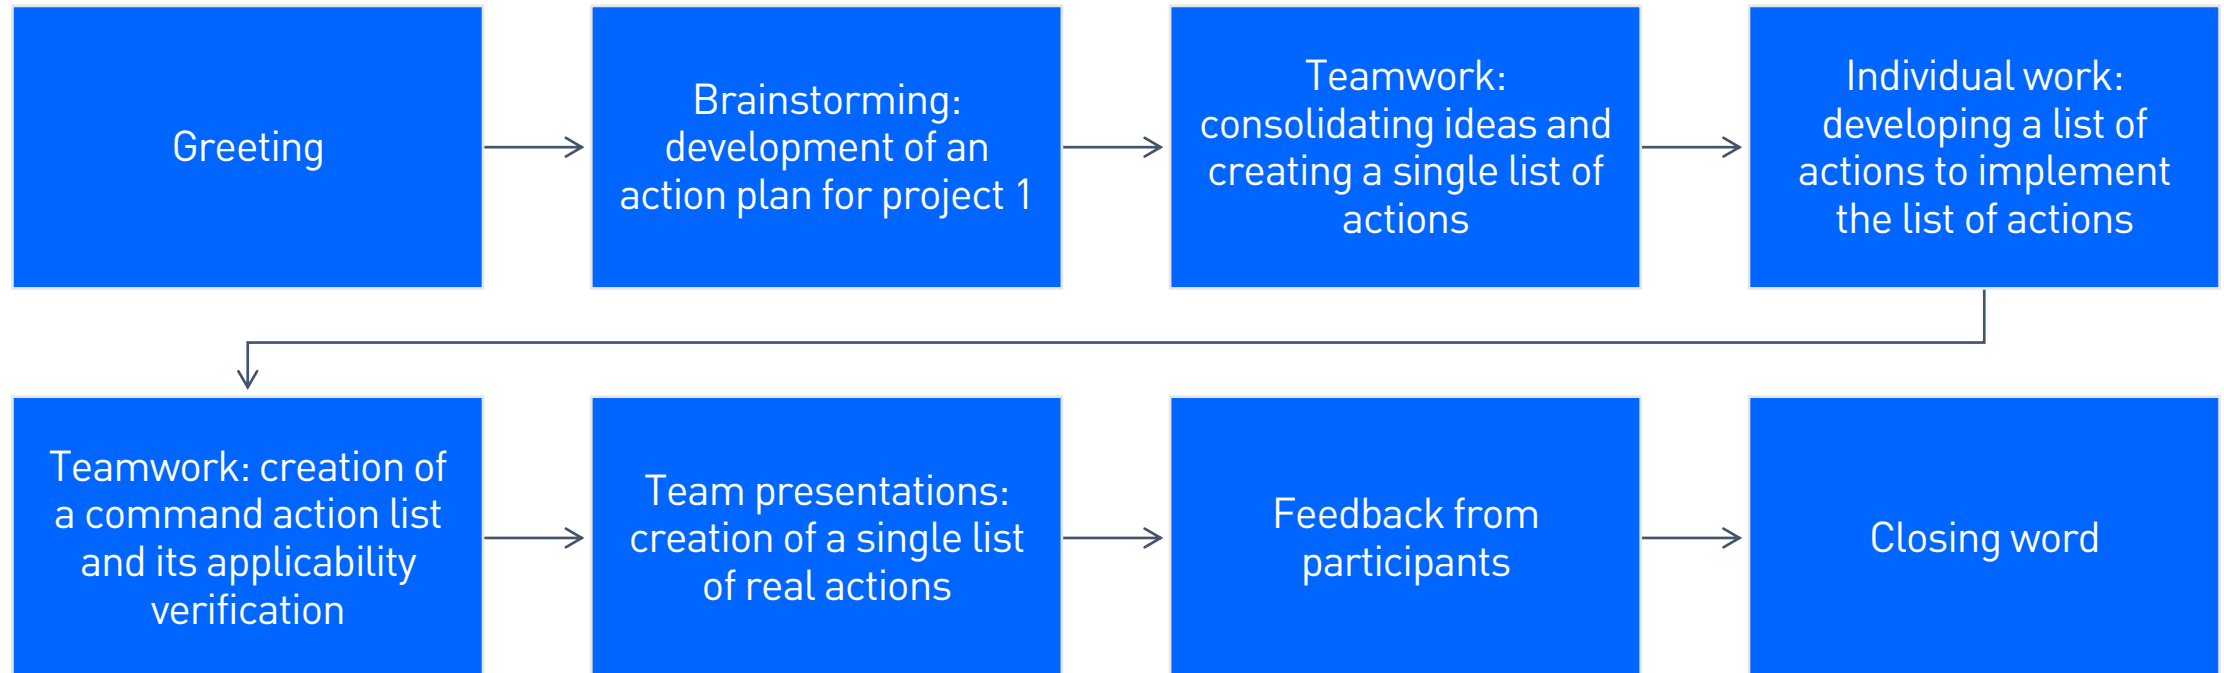 Greeting
Brainstorming:
development of an
action plan for project 1
Teamwork:
consolidating ideas and
creating a single list of
actions
Individual work:
developing a list of
actions to implement
the list of actions
Teamwork: creation of
a command action list
and its applicability
verification
Team presentations:
creation of a single list
of real actions
Feedback from
participants
Closing word